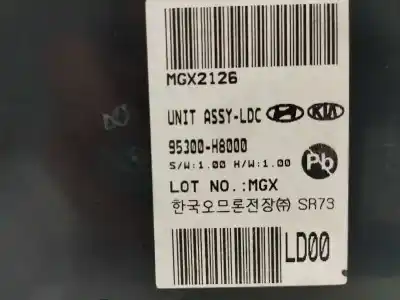 MGX2126
UNIT ASSY-LDC KIA
95300-H8000
S/W:1.00 H/W:1.00
Pb
LOT NO.:MGX
한국오므론전장㈜ SR73
LD00